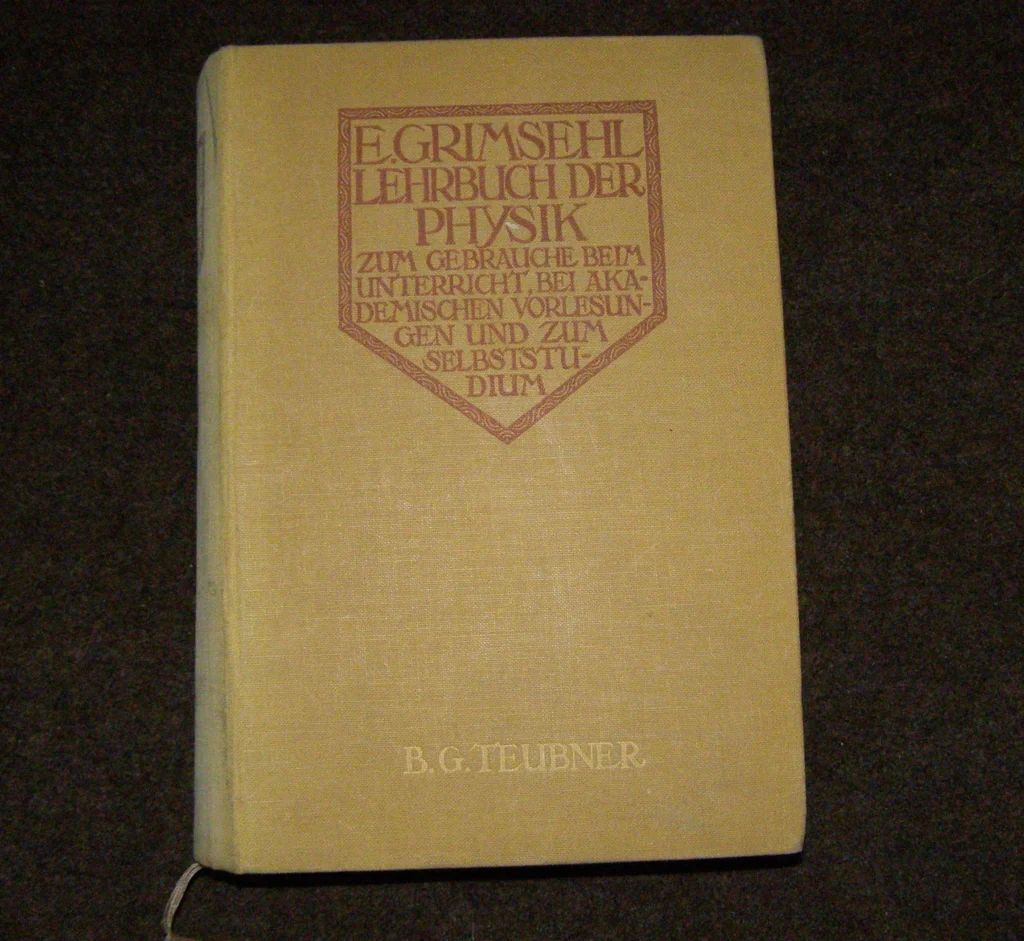 E. GRIMSEHL
LEHRBUCH DER
PHYSIK
ZUM GEBRAUCHE BEIM
UNTERRICHT, BEI AKA-
DEMISCHEN VORLESUN-
GEN UND ZUM
SELBSTSTU-
DIUM
B. G. TEUBNER